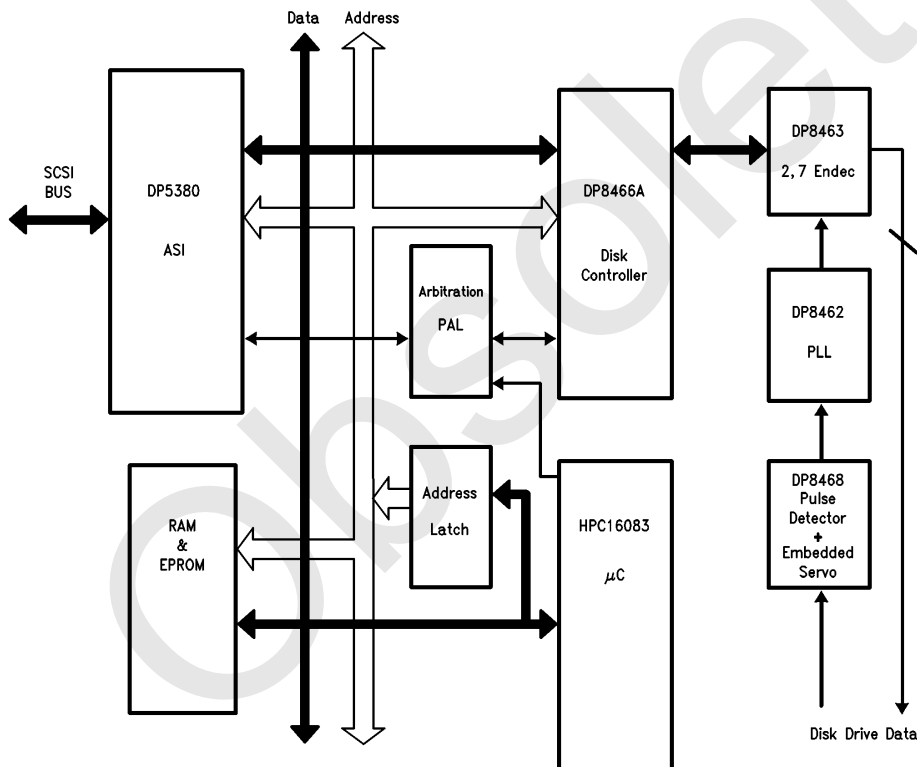 Data Address
SCSI
BUS
DP5380
ASI
DP8466A
Disk
Controller
DP8463
2,7 Endec
Arbitration
PAL
DP8462
PLL
RAM
&
EPROM
Address
Latch
HPC16083
μC
DP8468
Pulse
Detector
+
Embedded
Servo
Disk Drive Data
Obsolet